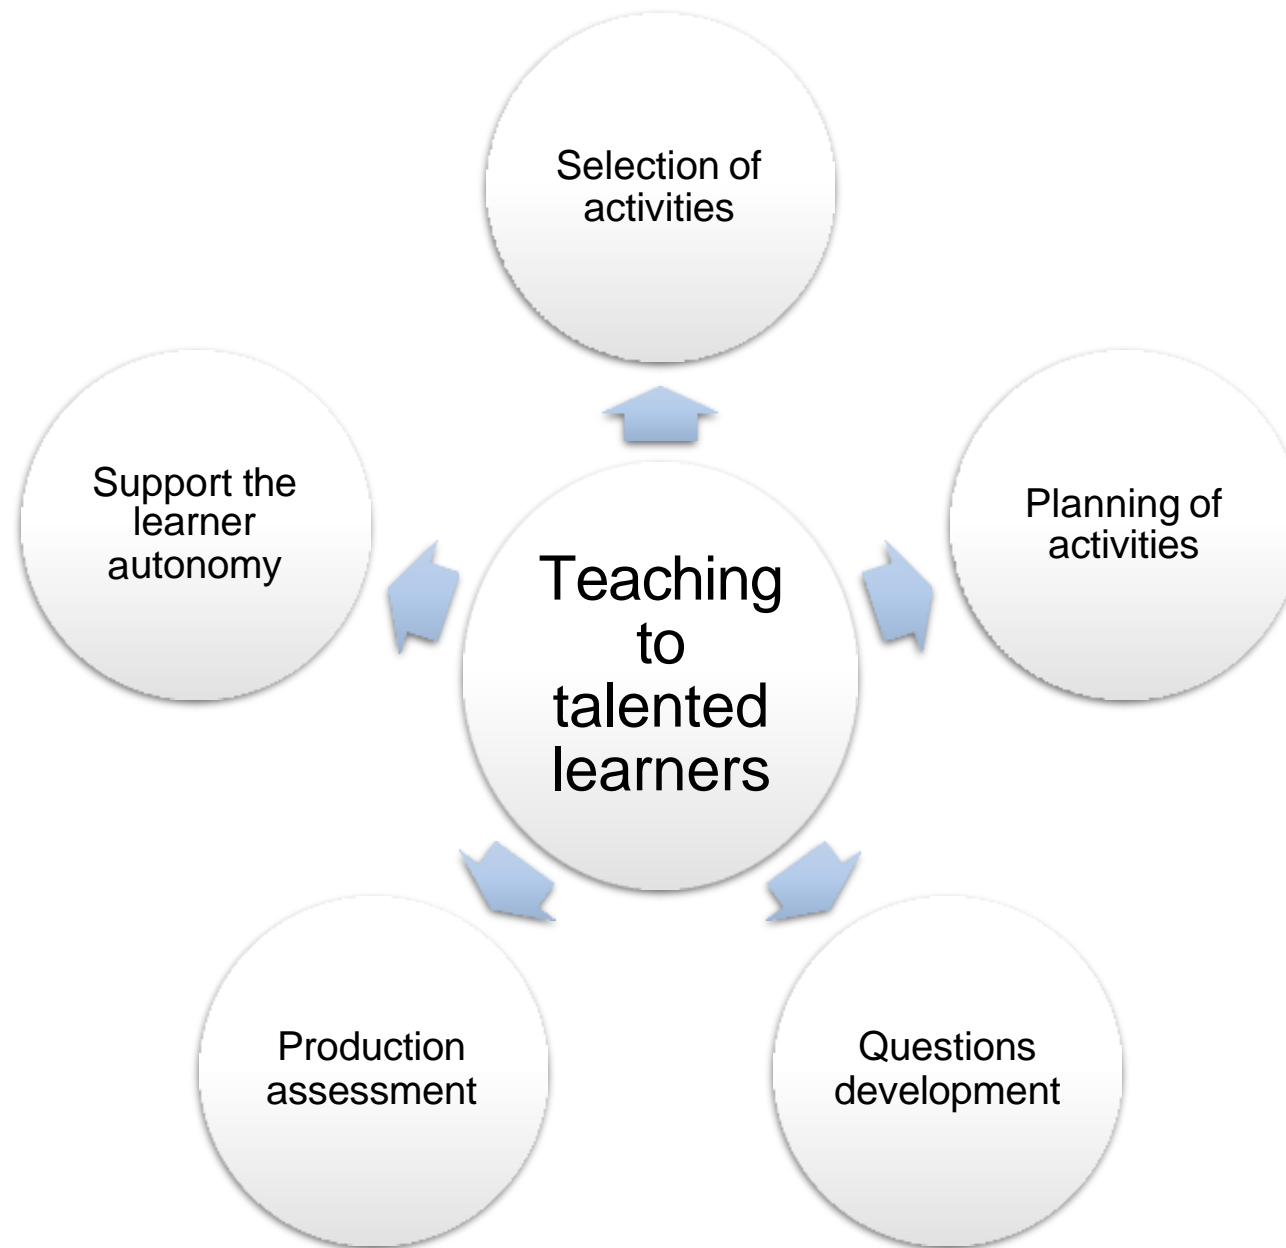 Selection of
activities
Support the
learner
autonomy
Planning of
activities
Teaching
to
talented
learners
Production
assessment
Questions
development